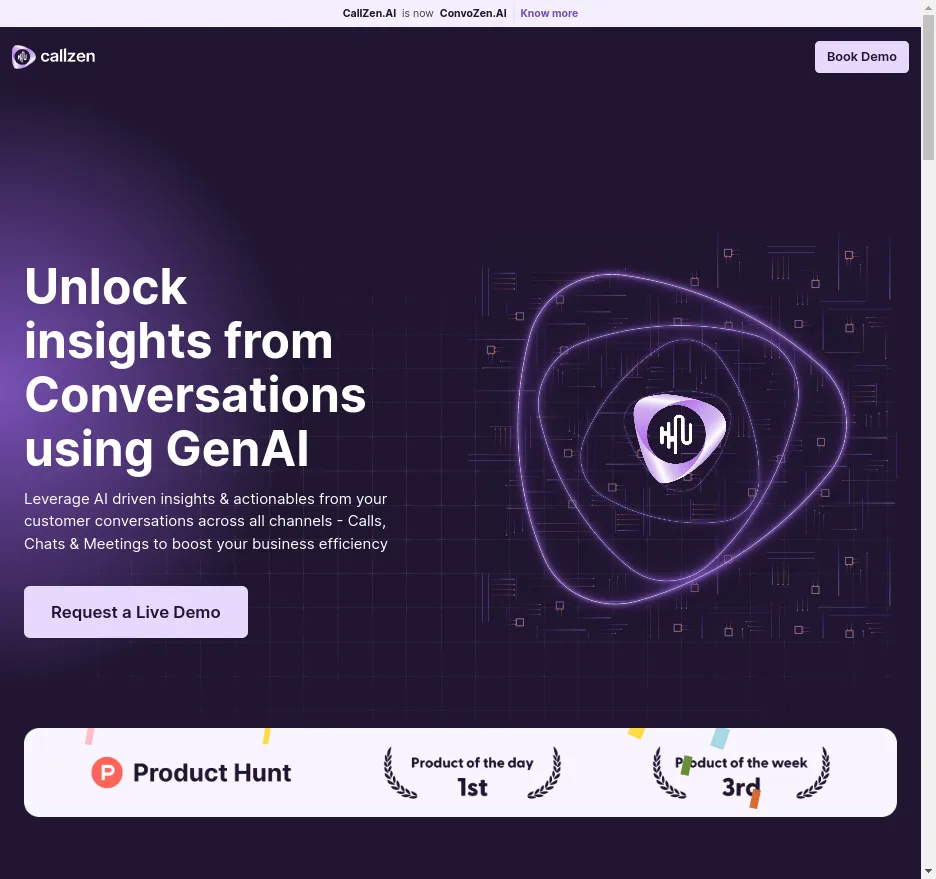 CallZen.AI is now ConvoZen.AI Know more
callzen
Book Demo
Unlock
insights from
Conversations
using GenAI
Leverage AI driven insights & actionables from your
customer conversations across all channels - Calls,
Chats & Meetings to boost your business efficiency
Request a Live Demo
P
Product Hunt
Product of the day
1st
Product of the week
3rd